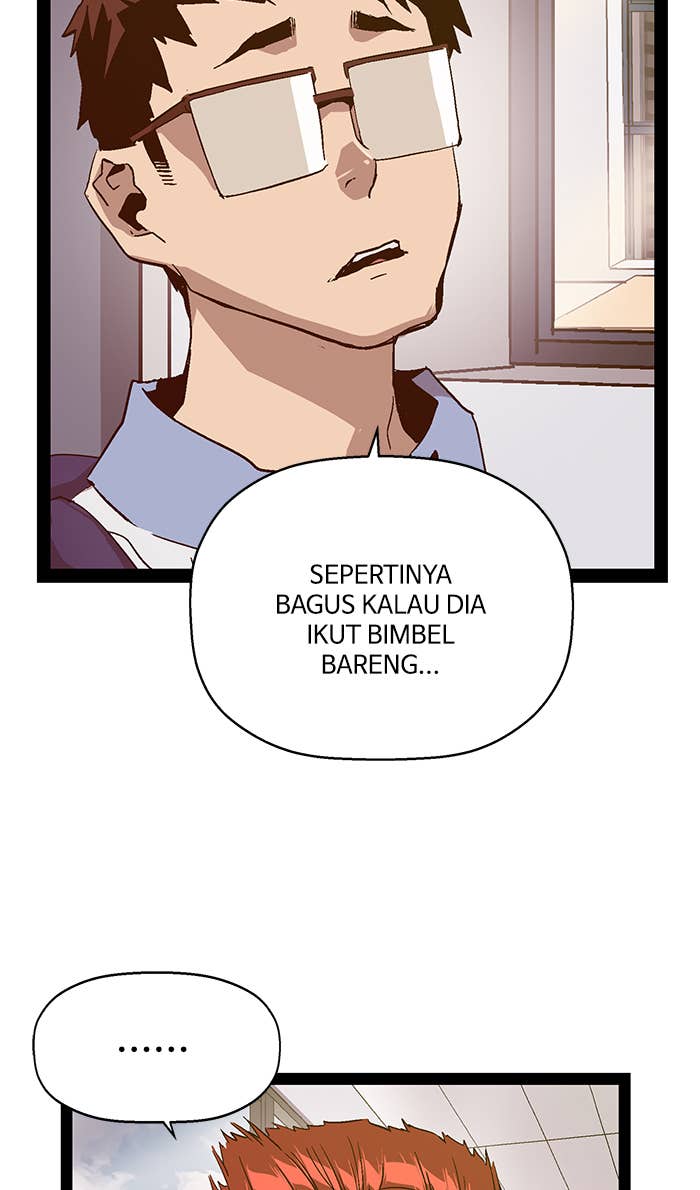 SEPERTINYA
BAGUS KALAU DIA
IKUT BIMBEL
BARENG...
......